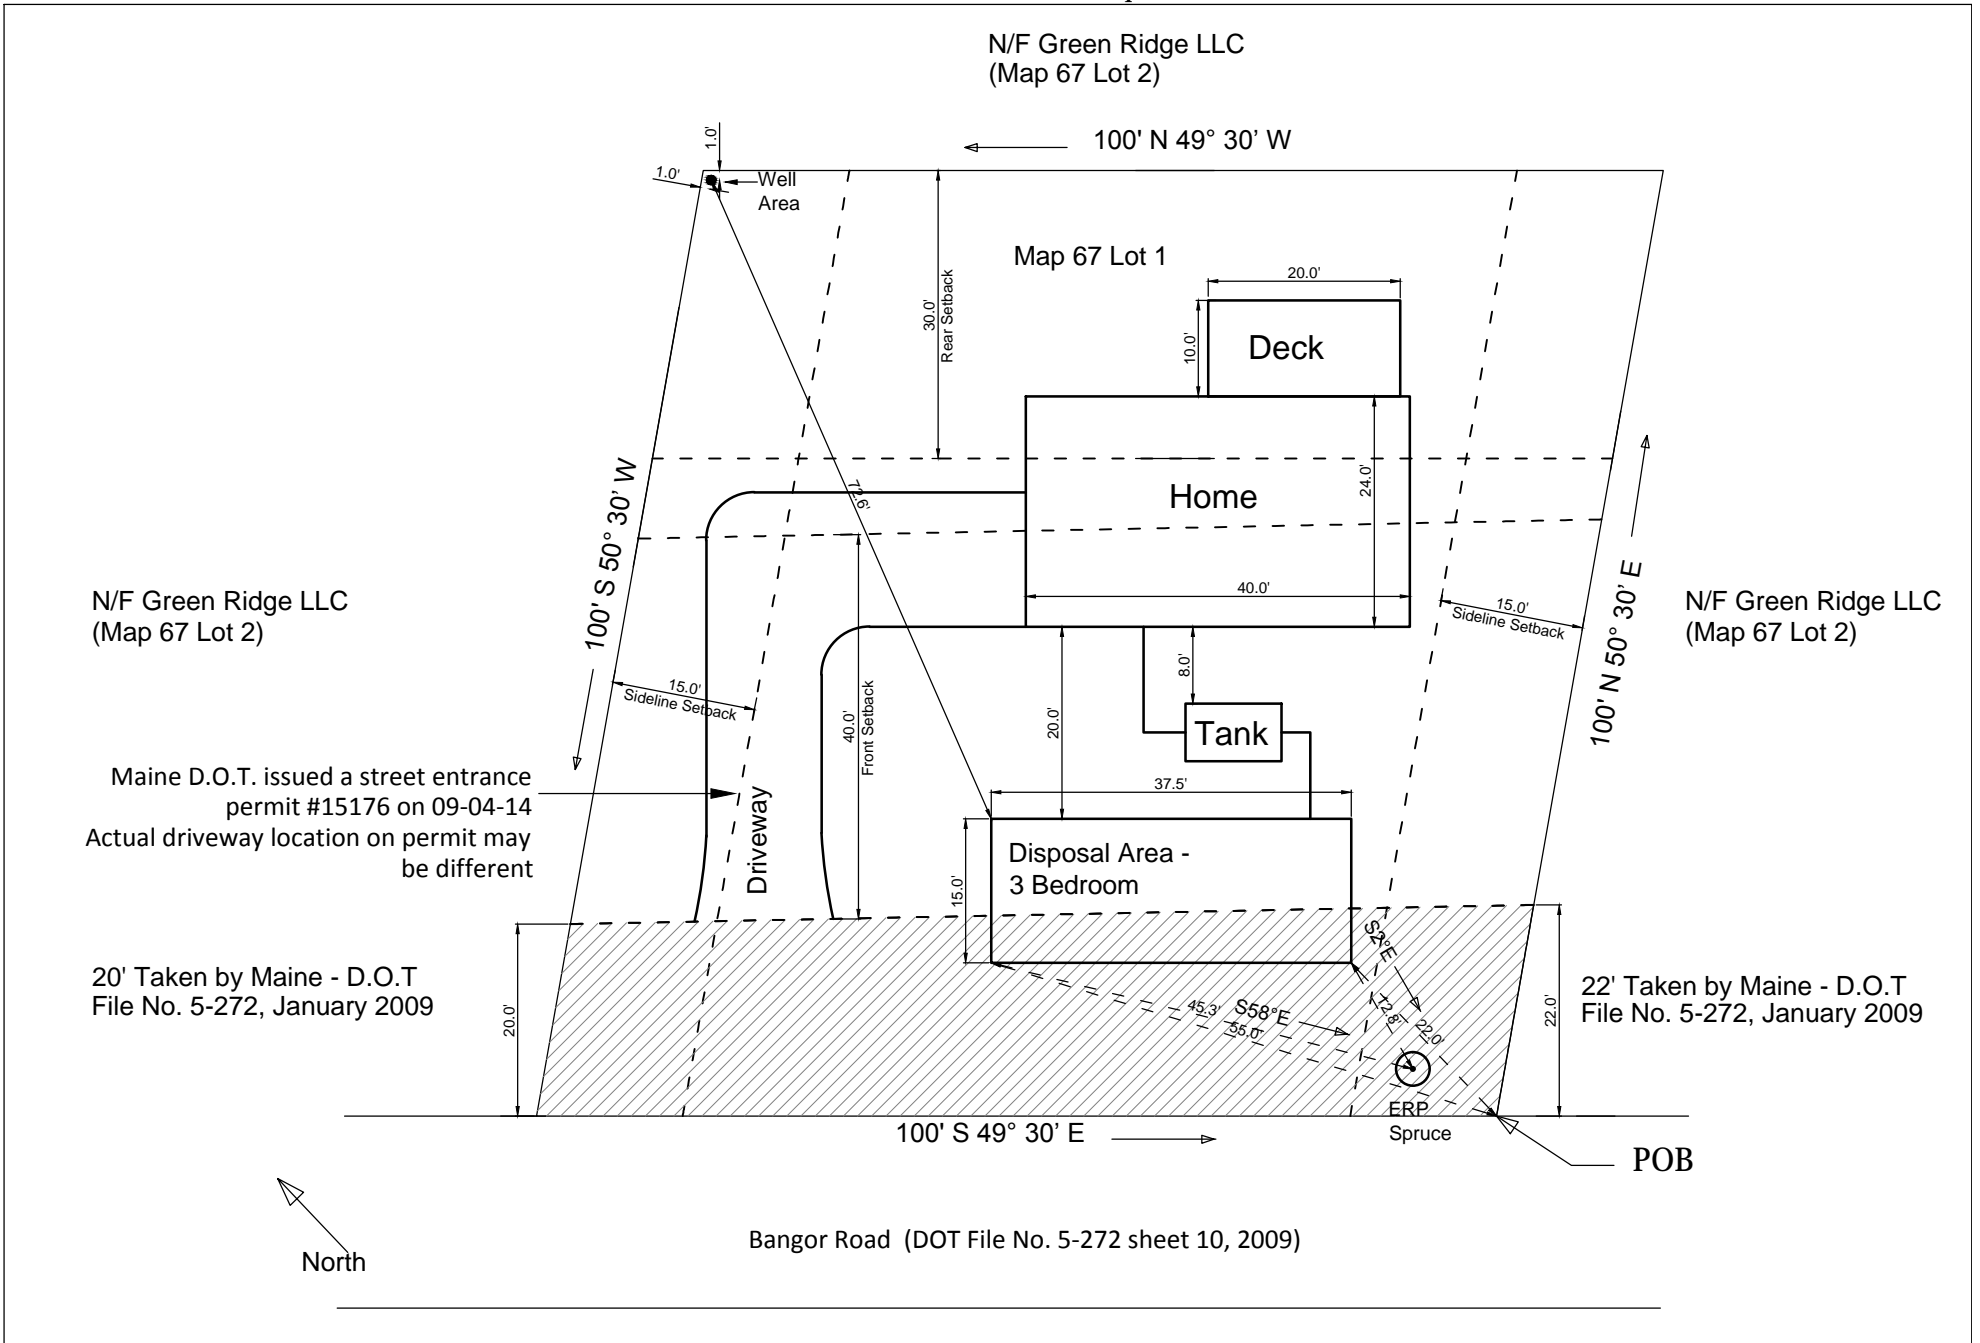 N/F Green Ridge LLC
(Map 67 Lot 2)
100' N 49° 30’ W
1.0'
1.0'
Well
Area
Map 67 Lot 1
30.0'
Rear Setback
20.0'
10.0'
Deck
24.0'
72.6'
Home
40.0'
100' S 50° 30’ W
100' N 50° 30’ E
N/F Green Ridge LLC
(Map 67 Lot 2)
15.0'
Sideline Setback
N/F Green Ridge LLC
(Map 67 Lot 2)
15.0'
Sideline Setback
40.0'
Front Setback
20.0'
8.0'
Tank
Maine D.O.T. issued a street entrance
permit #15176 on 09-04-14
Actual driveway location on permit may
be different
Driveway
37.5'
15.0'
Disposal Area -
3 Bedroom
20' Taken by Maine - D.O.T
File No. 5-272, January 2009
20.0'
S2°E
45.3'
S58°E
55.0'
12.8'
22.0'
22.0'
22' Taken by Maine - D.O.T
File No. 5-272, January 2009
ERP
Spruce
100' S 49° 30’ E
POB
North
Bangor Road (DOT File No. 5-272 sheet 10, 2009)